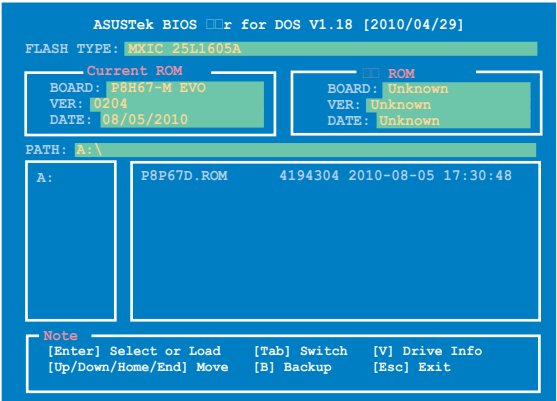 ASUSTek BIOS □□r for DOS V1.18 [2010/04/29]
FLASH TYPE: MXIC 25L1605A
Current ROM
BOARD: P8H67-M EVO
VER: 0204
DATE: 08/05/2010
□□ ROM
BOARD: Unknown
VER: Unknown
DATE: Unknown
PATH: A:\
A:
P8P67D.ROM 4194304 2010-08-05 17:30:48
Note
[Enter] Select or Load [Tab] Switch [V] Drive Info
[Up/Down/Home/End] Move [B] Backup [Esc] Exit